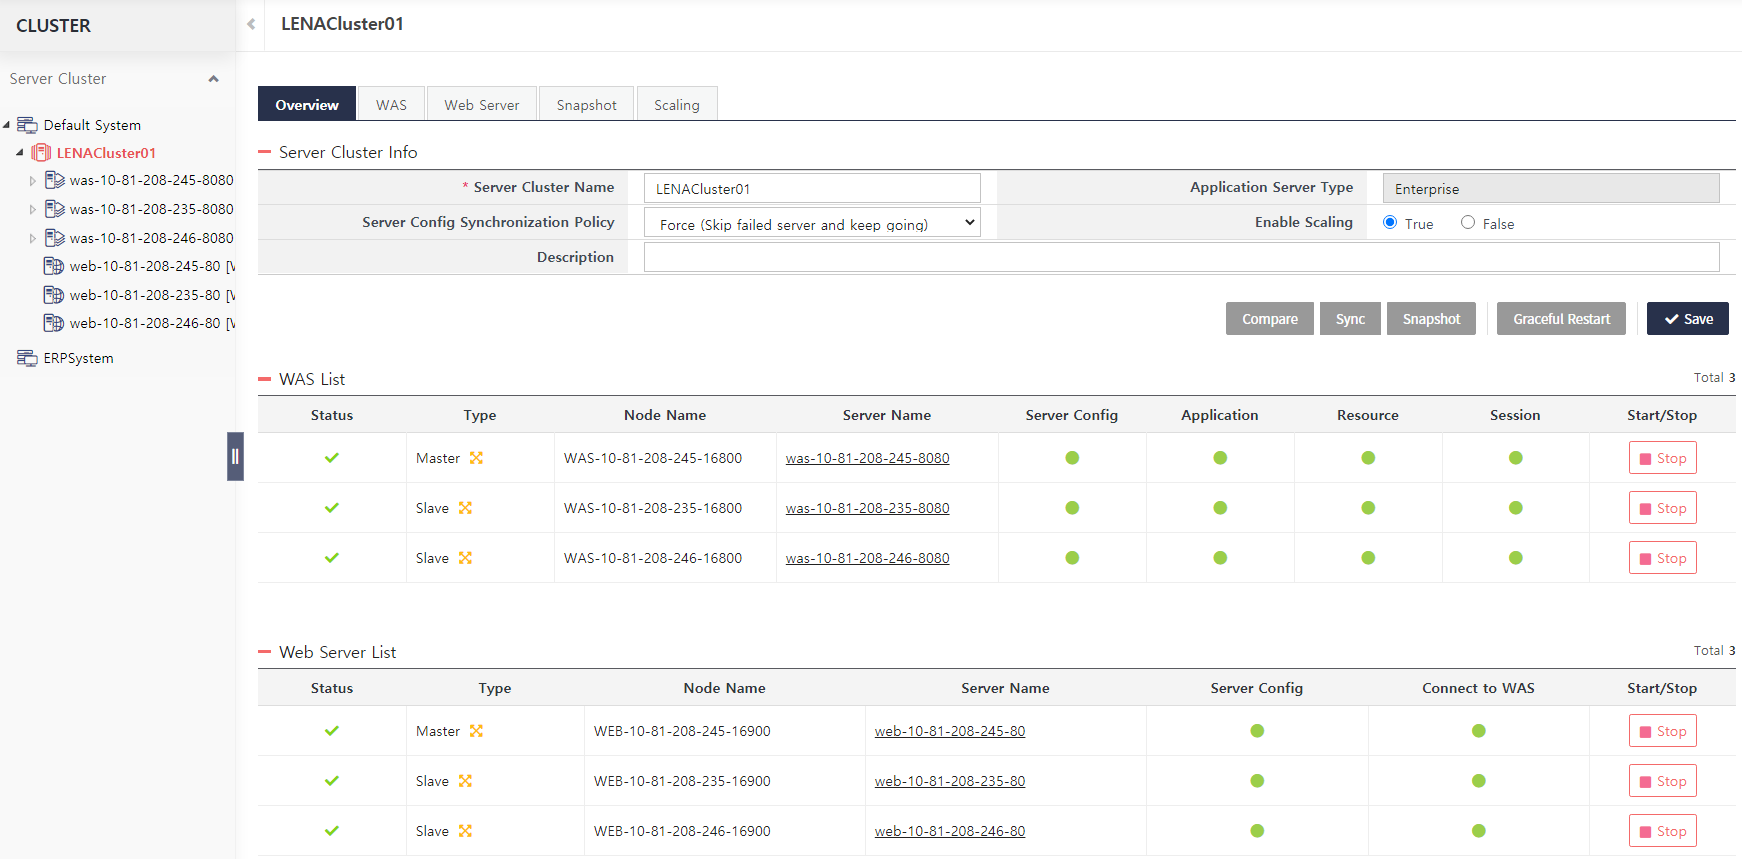 CLUSTER
LENACluster01
Server Cluster
Default System
LENACluster01
was-10-81-208-245-8080
was-10-81-208-235-8080
was-10-81-208-246-8080
web-10-81-208-245-80 [W
web-10-81-208-235-80 [W
web-10-81-208-246-80 [W
ERPSystem
Overview WAS Web Server Snapshot Scaling
Server Cluster Info
* Server Cluster Name LENACluster01 Application Server Type Enterprise
Server Config Synchronization Policy Force (Skip failed server and keep going) Enable Scaling True False
Description
Compare Sync Snapshot Graceful Restart Save
WAS List Total 3
Status Type Node Name Server Name Server Config Application Resource Session Start/Stop
Master WAS-10-81-208-245-16800 was-10-81-208-245-8080 Stop
Slave WAS-10-81-208-235-16800 was-10-81-208-235-8080 Stop
Slave WAS-10-81-208-246-16800 was-10-81-208-246-8080 Stop
Web Server List Total 3
Status Type Node Name Server Name Server Config Connect to WAS Start/Stop
Master WEB-10-81-208-245-16900 web-10-81-208-245-80 Stop
Slave WEB-10-81-208-235-16900 web-10-81-208-235-80 Stop
Slave WEB-10-81-208-246-16900 web-10-81-208-246-80 Stop